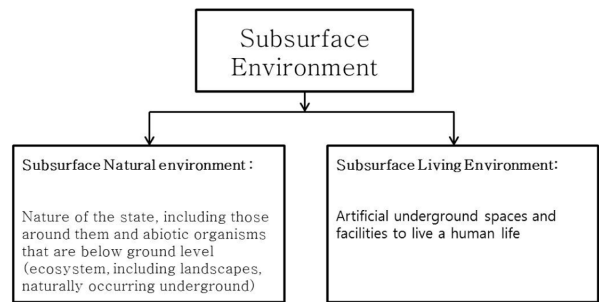 Subsurface
Environment
Subsurface Natural environment :
Nature of the state, including those
around them and abiotic organisms
that are below ground level
(ecosystem, including landscapes,
naturally occurring underground)
Subsurface Living Environment:
Artificial underground spaces and
facilities to live a human life